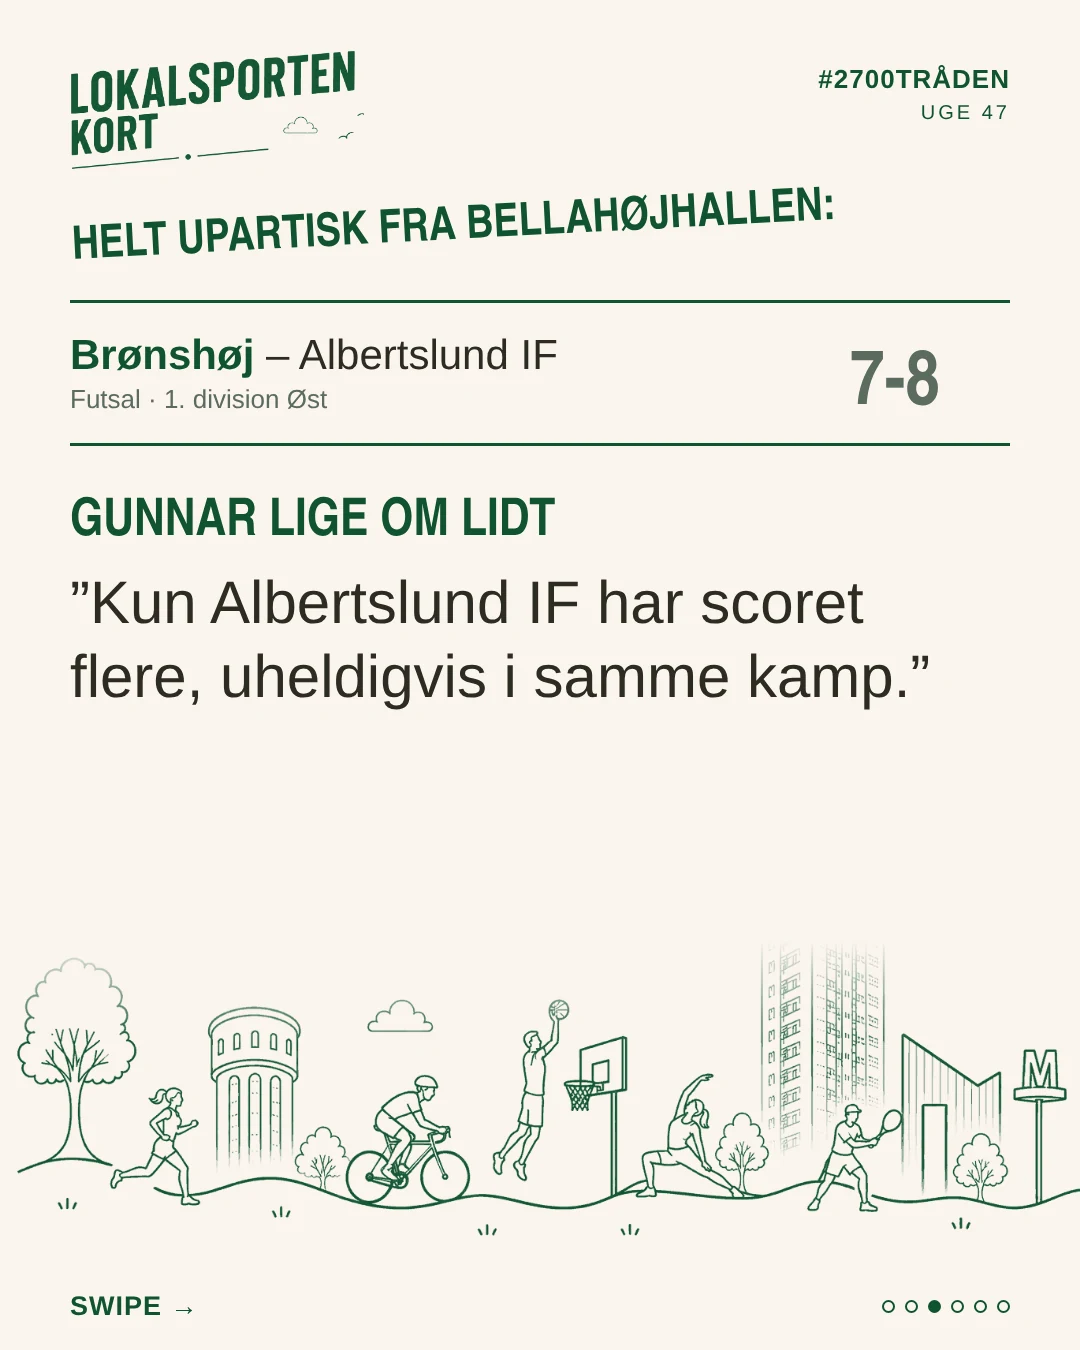 LOKALSPORTEN
KORT
#2700TRÅDEN
UGE 47
HELT UPARTISK FRA BELLAHØJHALLEN:
Brønshøj – Albertslund IF
Futsal · 1. division Øst
7-8
GUNNAR LIGE OM LIDT
”Kun Albertslund IF har scoret
flere, uheldigvis i samme kamp.”
M
SWIPE →